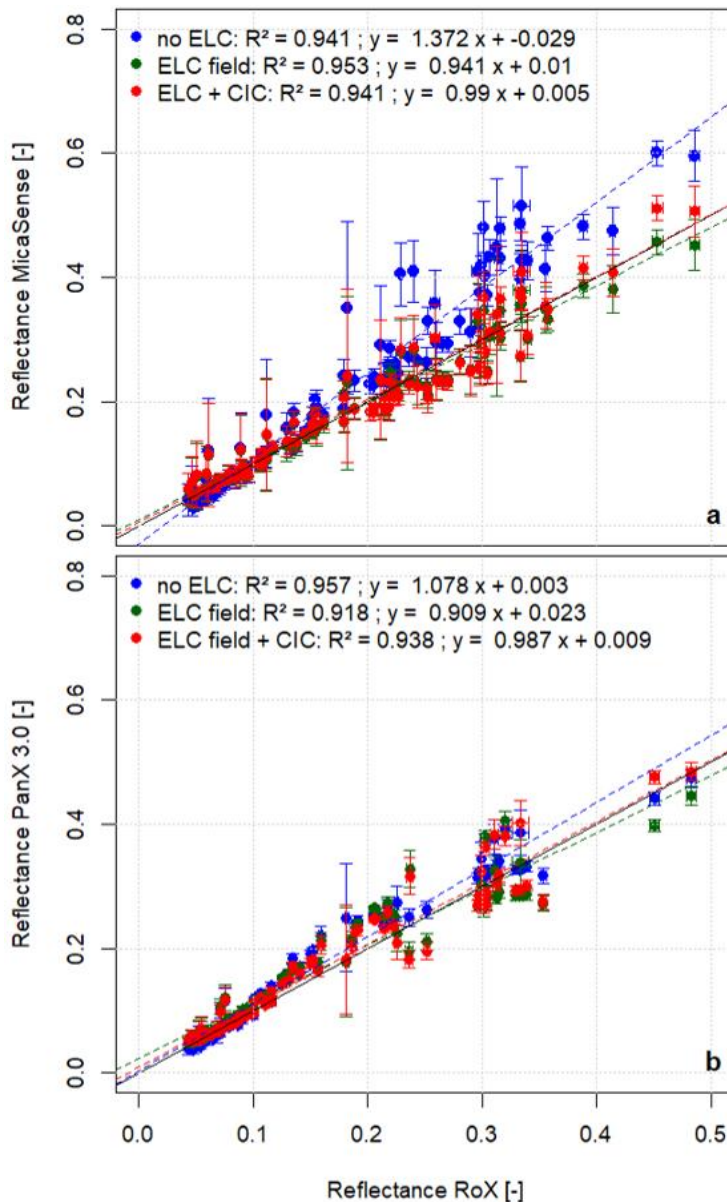 no ELC: R² = 0.941 ; y = 1.372 x + -0.029
ELC field: R² = 0.953 ; y = 0.941 x + 0.01
ELC + CIC: R² = 0.941 ; y = 0.99 x + 0.005
0.8
0.6
0.4
0.2
0.0
Reflectance MicaSense [-]
a
no ELC: R² = 0.957 ; y = 1.078 x + 0.003
ELC field: R² = 0.918 ; y = 0.909 x + 0.023
ELC field + CIC: R² = 0.938 ; y = 0.987 x + 0.009
0.8
0.6
0.4
0.2
0.0
Reflectance PanX 3.0 [-]
b
0.0 0.1 0.2 0.3 0.4 0.5
Reflectance RoX [-]